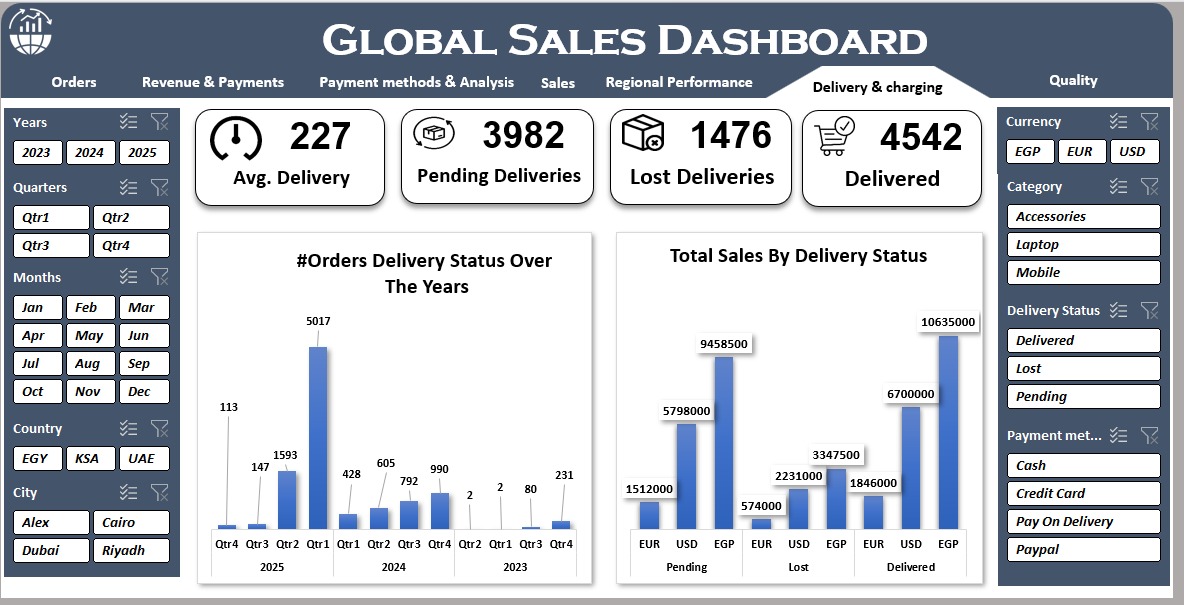 GLOBAL SALES DASHBOARD
Orders
Revenue & Payments
Payment methods & Analysis
Sales
Regional Performance
Delivery & charging
Quality
Years
2023 2024 2025
Quarters
Qtr1 Qtr2
Qtr3 Qtr4
Months
Jan Feb Mar
Apr May Jun
Jul Aug Sep
Oct Nov Dec
Country
EGY KSA UAE
City
Alex Cairo
Dubai Riyadh
227
Avg. Delivery
3982
Pending Deliveries
1476
Lost Deliveries
4542
Delivered
#Orders Delivery Status Over
The Years
113 147 1593 5017 428 605 792 990 2 2 80 231
Qtr4 Qtr3 Qtr2 Qtr1 Qtr1 Qtr2 Qtr3 Qtr4 Qtr2 Qtr1 Qtr3 Qtr4
2025 2024 2023
Total Sales By Delivery Status
1512000 5798000 9458500 574000 2231000 3347500 1846000 6700000 10635000
EUR USD EGP EUR USD EGP EUR USD EGP
Pending Lost Delivered
Currency
EGP EUR USD
Category
Accessories
Laptop
Mobile
Delivery Status
Delivered
Lost
Pending
Payment met...
Cash
Credit Card
Pay On Delivery
Paypal